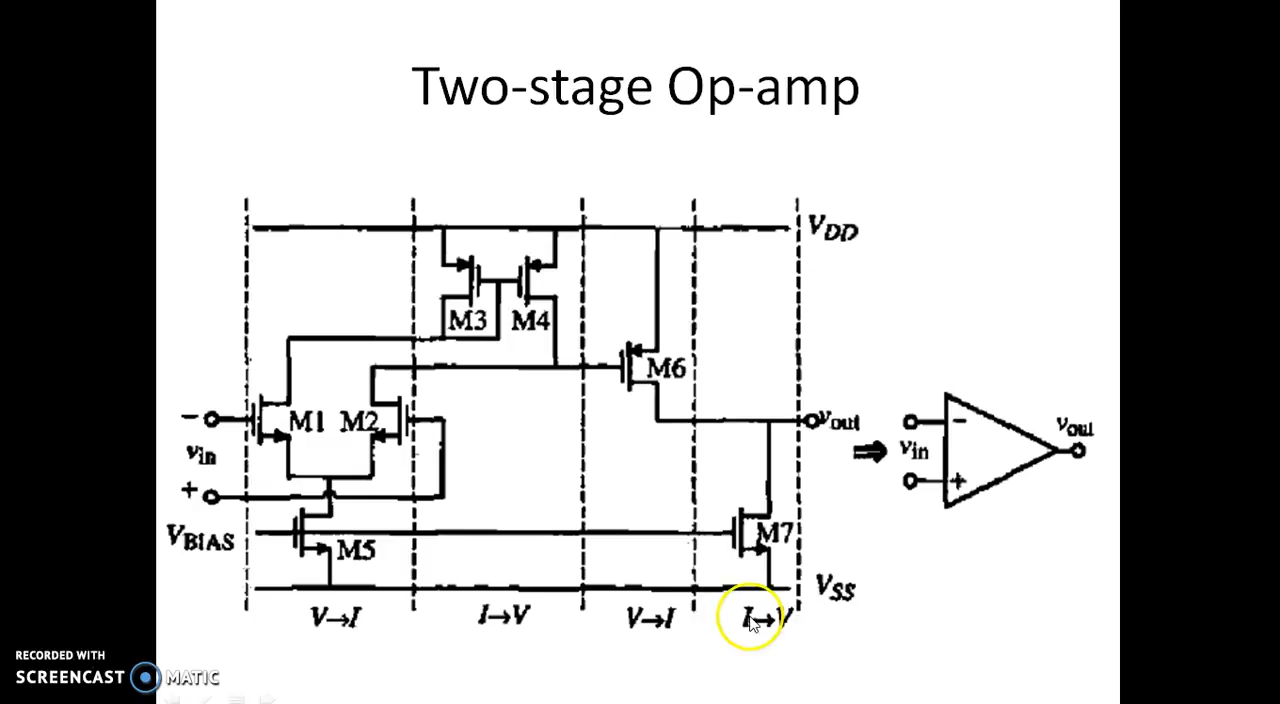 Two-stage Op-amp
VDD
M3 M4
M6
− M1 M2 vout ⇒ − vout
vin vin
+ +
VBIAS M5 M7
VSS
V→I I→V V→I I→V
RECORDED WITH
SCREENCAST MATIC